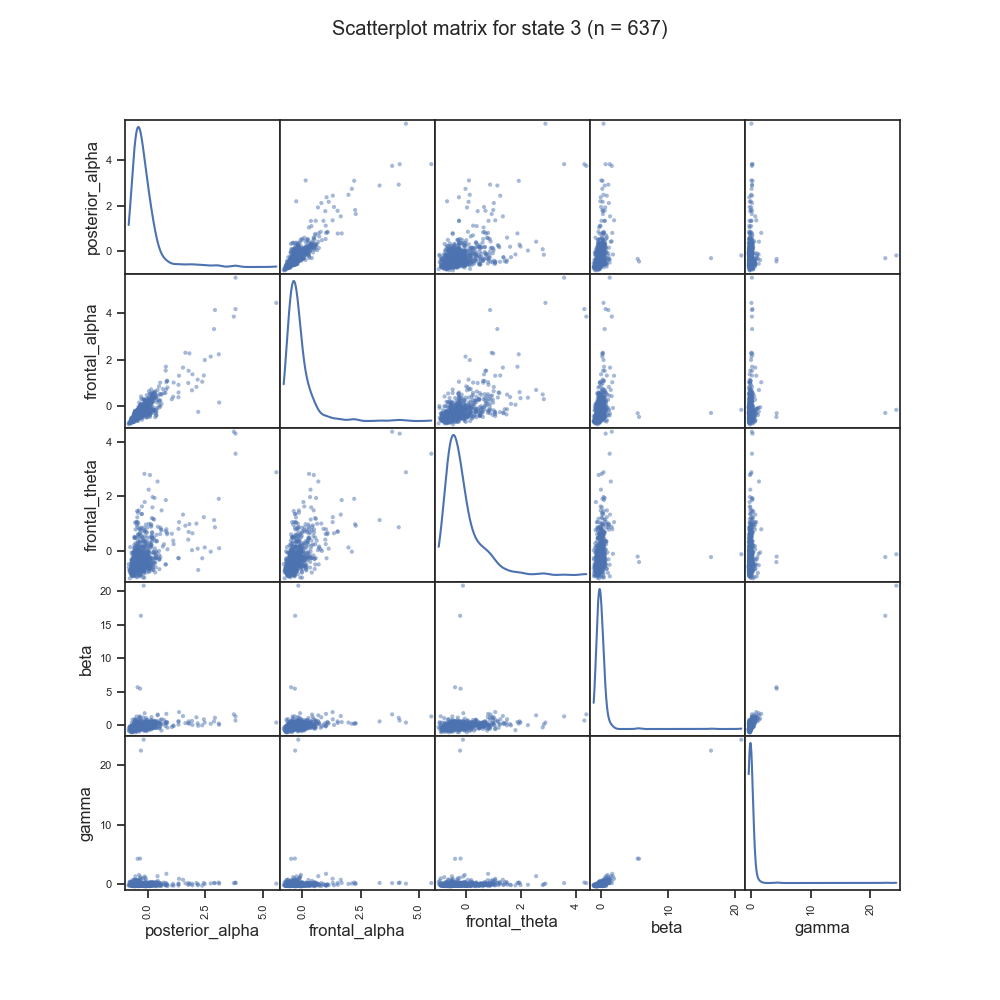 Scatterplot matrix for state 3 (n = 637)
posterior_alpha
4
2
0
frontal_alpha
4
2
0
frontal_theta
4
2
0
beta
20
15
10
5
0
gamma
20
10
0
0.0 2.5 5.0 0.0 2.5 5.0 0 2 4 0 10 20 0 10 20
posterior_alpha frontal_alpha frontal_theta beta gamma